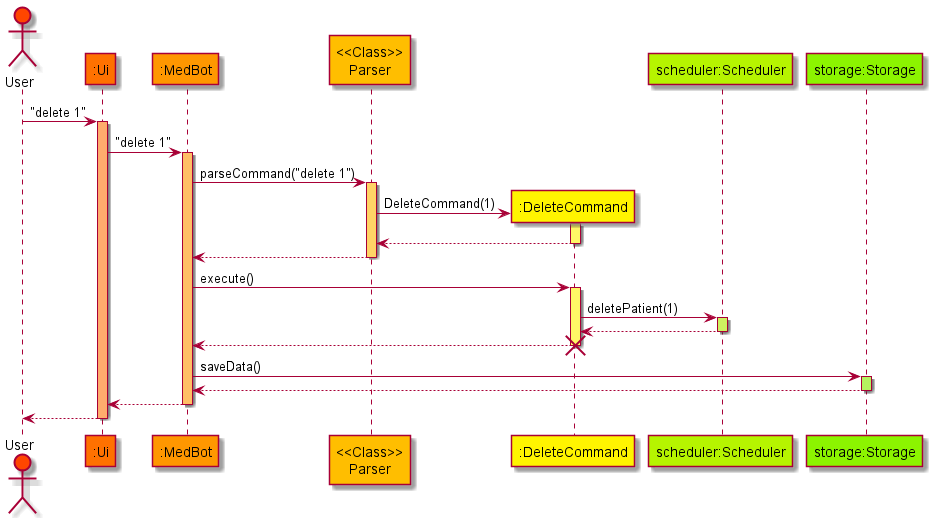 User
:Ui
:MedBot
<<Class>>
Parser
scheduler:Scheduler
storage:Storage
"delete 1"
"delete 1"
parseCommand("delete 1")
DeleteCommand(1)
:DeleteCommand
execute()
deletePatient(1)
saveData()
User
:Ui
:MedBot
<<Class>>
Parser
:DeleteCommand
scheduler:Scheduler
storage:Storage